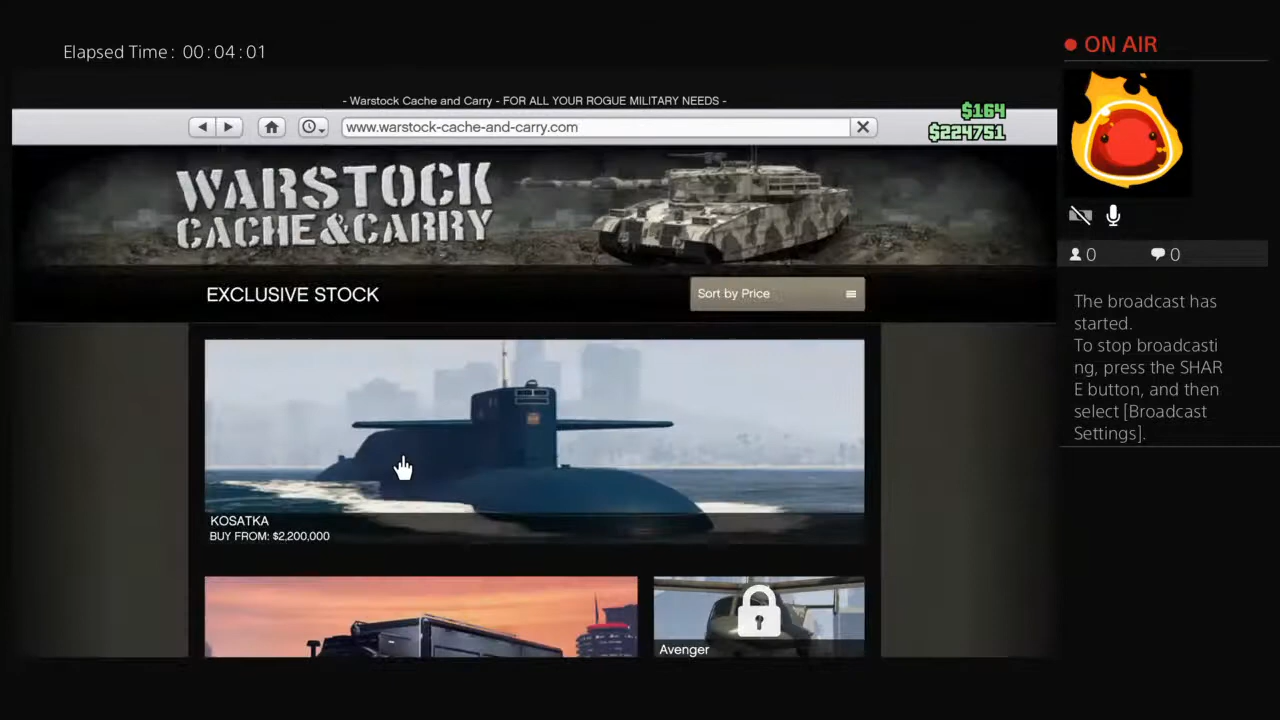 Elapsed Time: 00:04:01
ON AIR
- Warstock Cache and Carry - FOR ALL YOUR ROGUE MILITARY NEEDS -
www.warstock-cache-and-carry.com
$164
$224751
WARSTOCK
CACHE&CARRY
EXCLUSIVE STOCK
Sort by Price
0
0
The broadcast has
started.
To stop broadcasti
ng, press the SHAR
E button, and then
select [Broadcast
Settings].
KOSATKA
BUY FROM: $2,200,000
Avenger